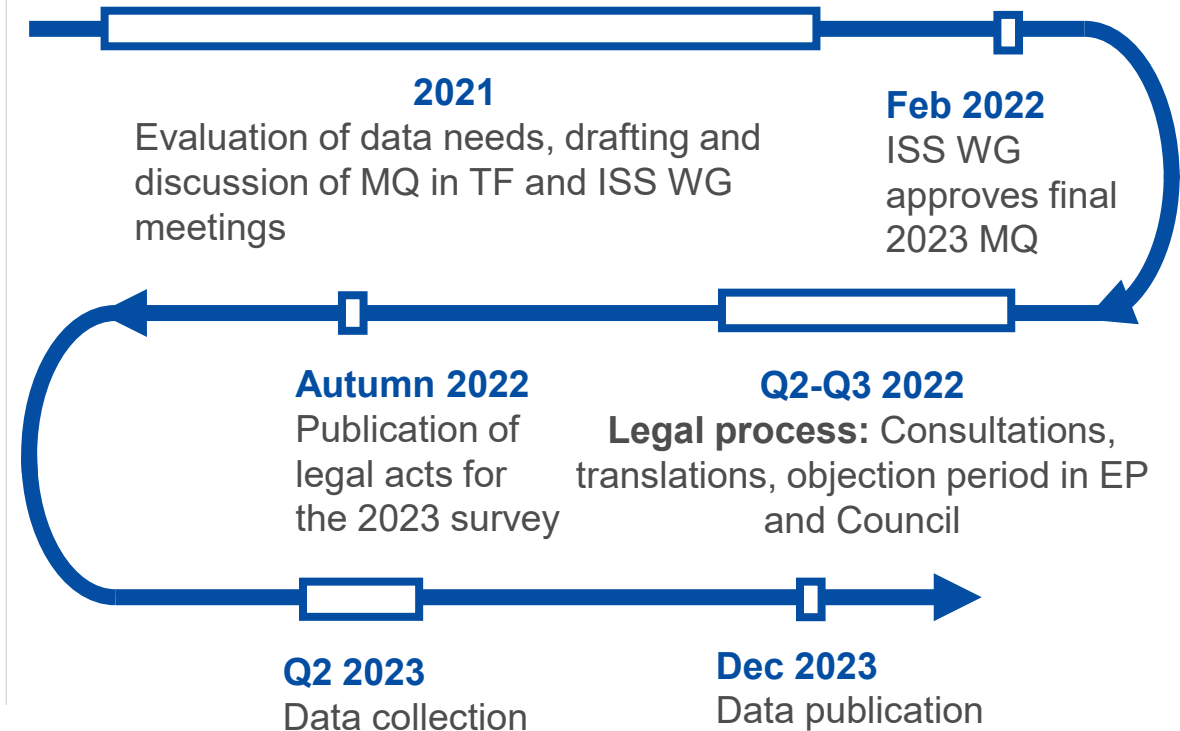 2021
Evaluation of data needs, drafting and
discussion of MQ in TF and ISS WG
meetings
Feb 2022
ISS WG
approves final
2023 MQ
Q2-Q3 2022
Legal process: Consultations,
translations, objection period in EP
and Council
Autumn 2022
Publication of
legal acts for
the 2023 survey
Q2 2023
Data collection
Dec 2023
Data publication